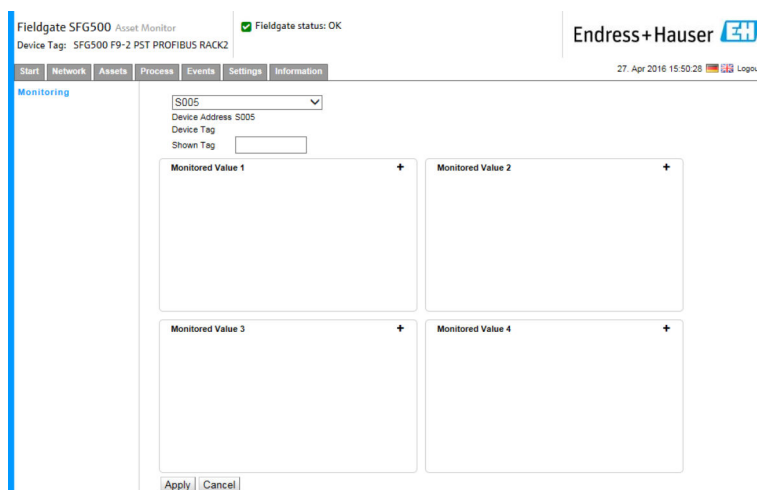 Fieldgate SFG500 Asset Monitor
Fieldgate status: OK
Device Tag: SFG500 F9-2 PST PROFIBUS RACK2
Endress+Hauser EH
Start Network Assets Process Events Settings Information
27. Apr 2016 15:50:28 Logou
Monitoring
S005
Device Address S005
Device Tag
Shown Tag
Monitored Value 1 +
Monitored Value 2 +
Monitored Value 3 +
Monitored Value 4 +
Apply Cancel